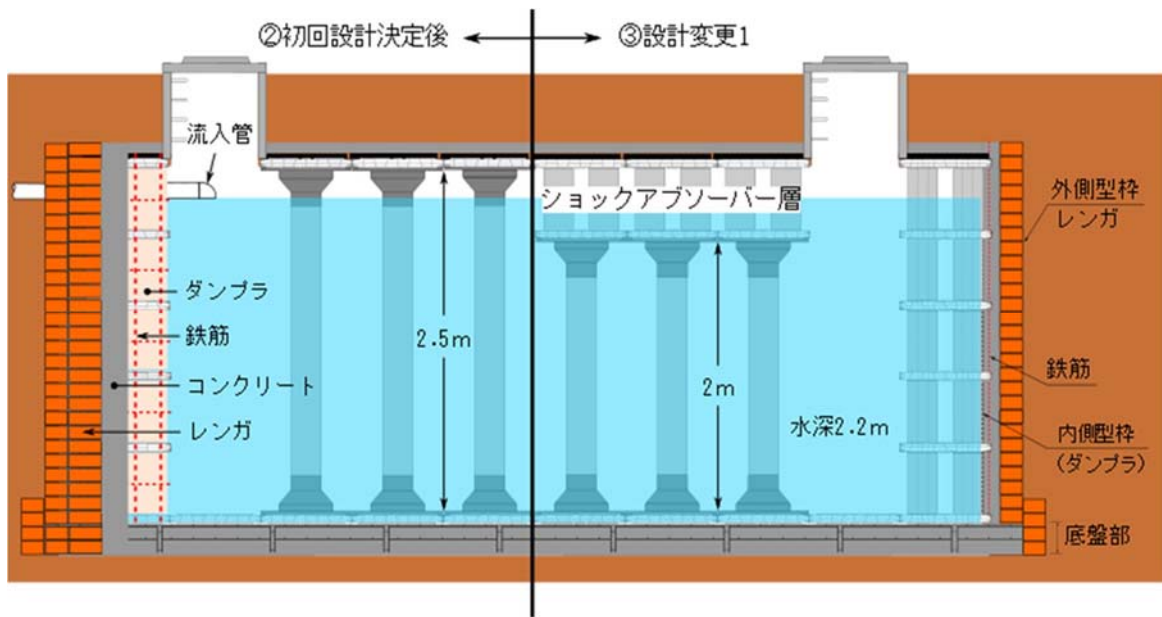 ②初回設計決定後
③設計変更1
流入管
ショックアブソーバー層
外側型枠
レンガ
ダンプラ
鉄筋
2.5m
コンクリート
2m
鉄筋
レンガ
水深2.2m
内側型枠
(ダンプラ)
底盤部